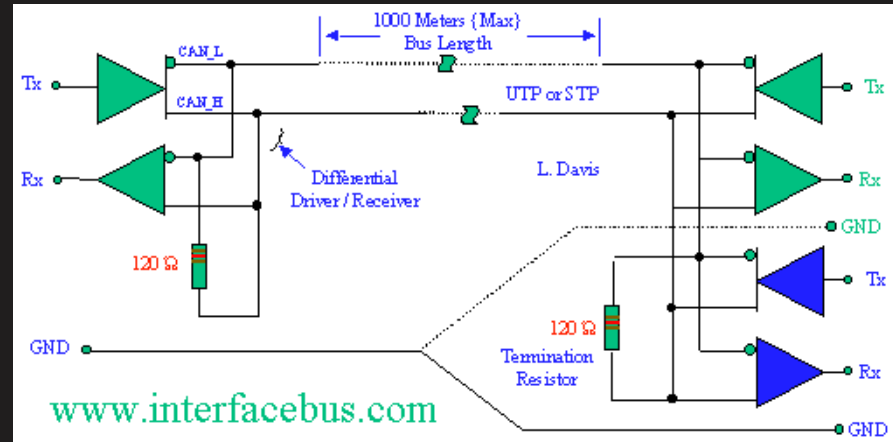 1000 Meters {Max}
Bus Length
CAN_L
Tx
CAN_H
UTP or STP
Tx
Rx
Differential
Driver / Receiver
L. Davis
Rx
GND
120 Ω
Tx
120 Ω
GND
Termination
Resistor
Rx
www.interfacebus.com
GND